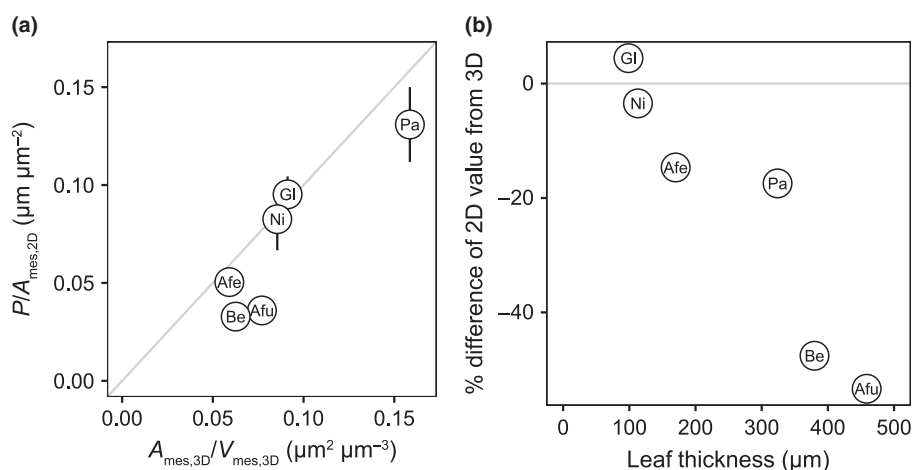 (a)
P/Ames,2D (μm μm−2)
0.15
0.10
0.05
0.00
Pa
Gl
Ni
Afe
Be
Afu
0.00 0.05 0.10 0.15
Ames,3D/Vmes,3D (μm2 μm−3)
(b)
% difference of 2D value from 3D
0
−20
−40
Gl
Ni
Afe
Pa
Be
Afu
0 100 200 300 400 500
Leaf thickness (μm)